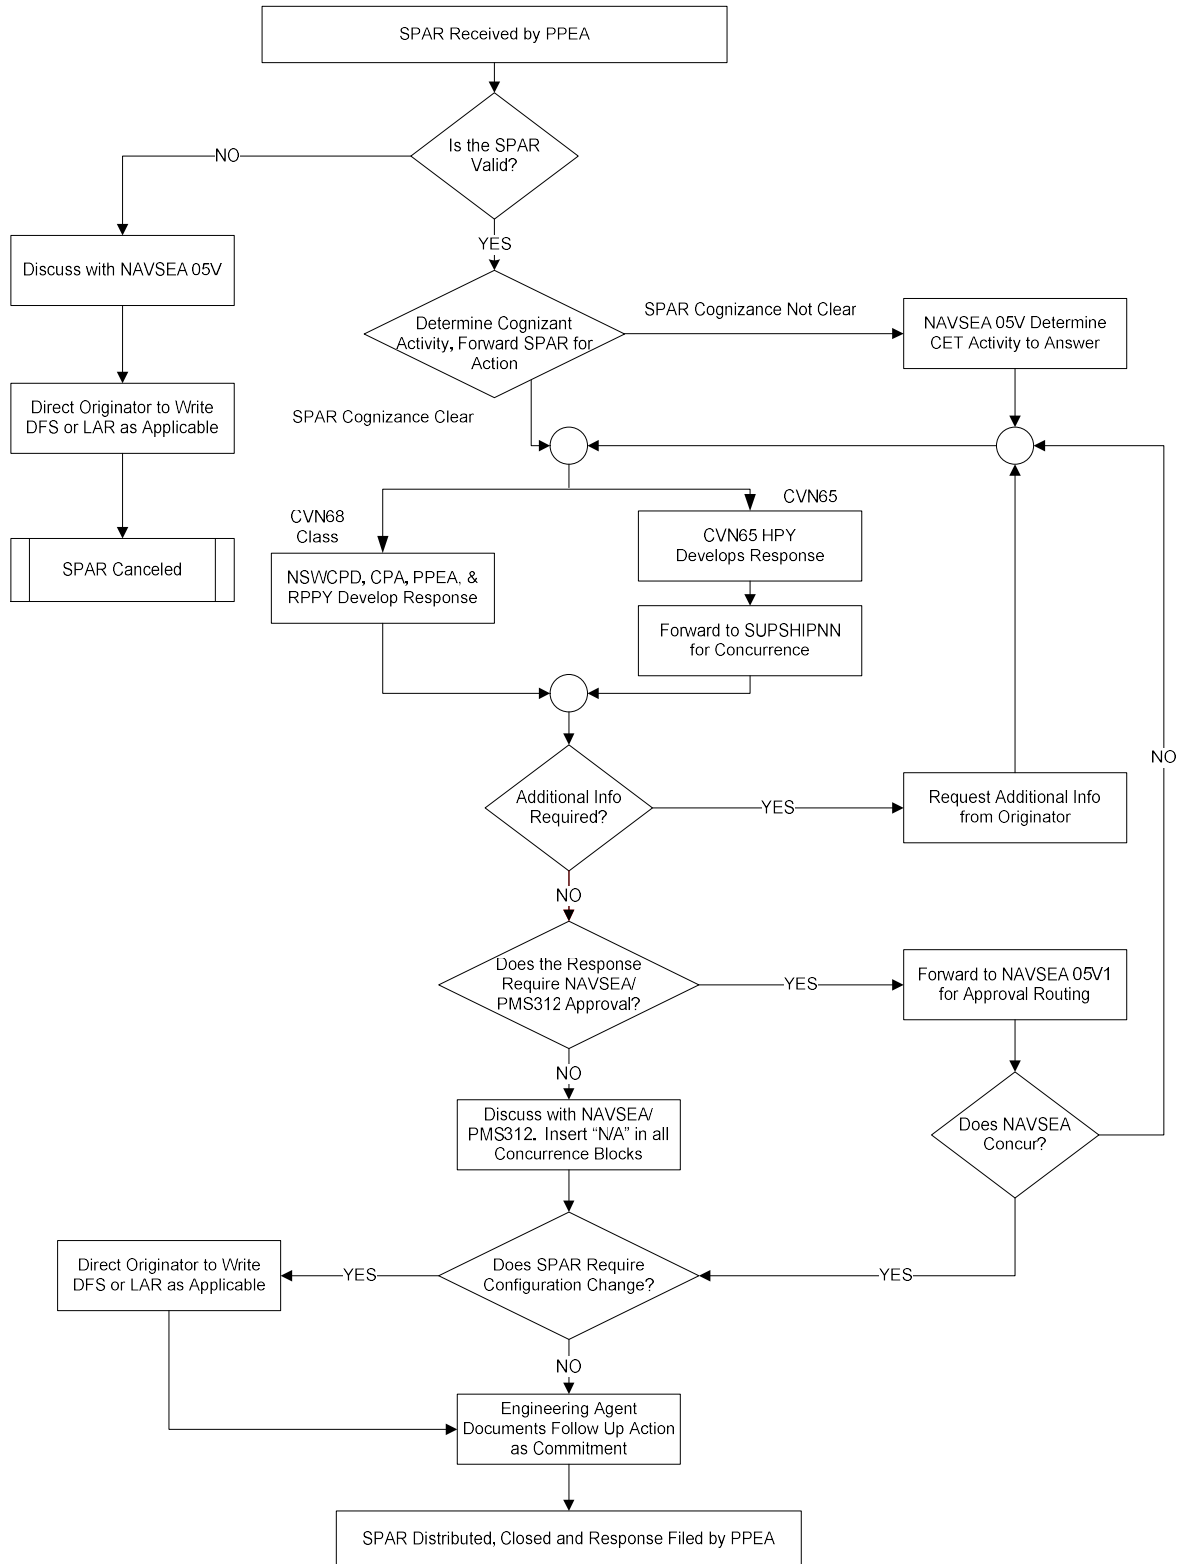 SPAR Received by PPEA
Is the SPAR
Valid?
NO
YES
Discuss with NAVSEA 05V
Determine Cognizant
Activity, Forward SPAR for
Action
SPAR Cognizance Not Clear
NAVSEA 05V Determine
CET Activity to Answer
Direct Originator to Write
DFS or LAR as Applicable
SPAR Cognizance Clear
SPAR Canceled
CVN68
Class
CVN65
NSWCPD, CPA, PPEA, &
RPPY Develop Response
CVN65 HPY
Develops Response
Forward to SUPSHIPNN
for Concurrence
Additional Info
Required?
YES
Request Additional Info
from Originator
NO
NO
Does the Response
Require NAVSEA/
PMS312 Approval?
YES
Forward to NAVSEA 05V1
for Approval Routing
NO
Discuss with NAVSEA/
PMS312. Insert “N/A” in all
Concurrence Blocks
Does NAVSEA
Concur?
Direct Originator to Write
DFS or LAR as Applicable
YES
Does SPAR Require
Configuration Change?
YES
NO
Engineering Agent
Documents Follow Up Action
as Commitment
SPAR Distributed, Closed and Response Filed by PPEA